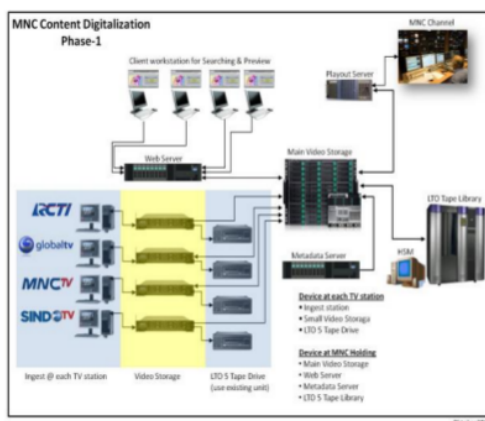 MNC Content Digitalization
Phase-1
MNC Channel
Client workstation for Searching & Preview
Playout Server
Web Server
Main Video Storage
LTO Tape Library
RCTI
globaltv
MNCTV
SINDOTV
HSM
Metadata Server
Device at each TV station
• Ingest station
• Small Video Storaga
• LTO 5 Tape Drive
Device at MNC Holding
• Main Video Storage
• Web Server
• Metadata Server
• LTO 5 Tape Library
Ingest @ each TV station
Video Storage
LTO 5 Tape Drive
(use existing unit)